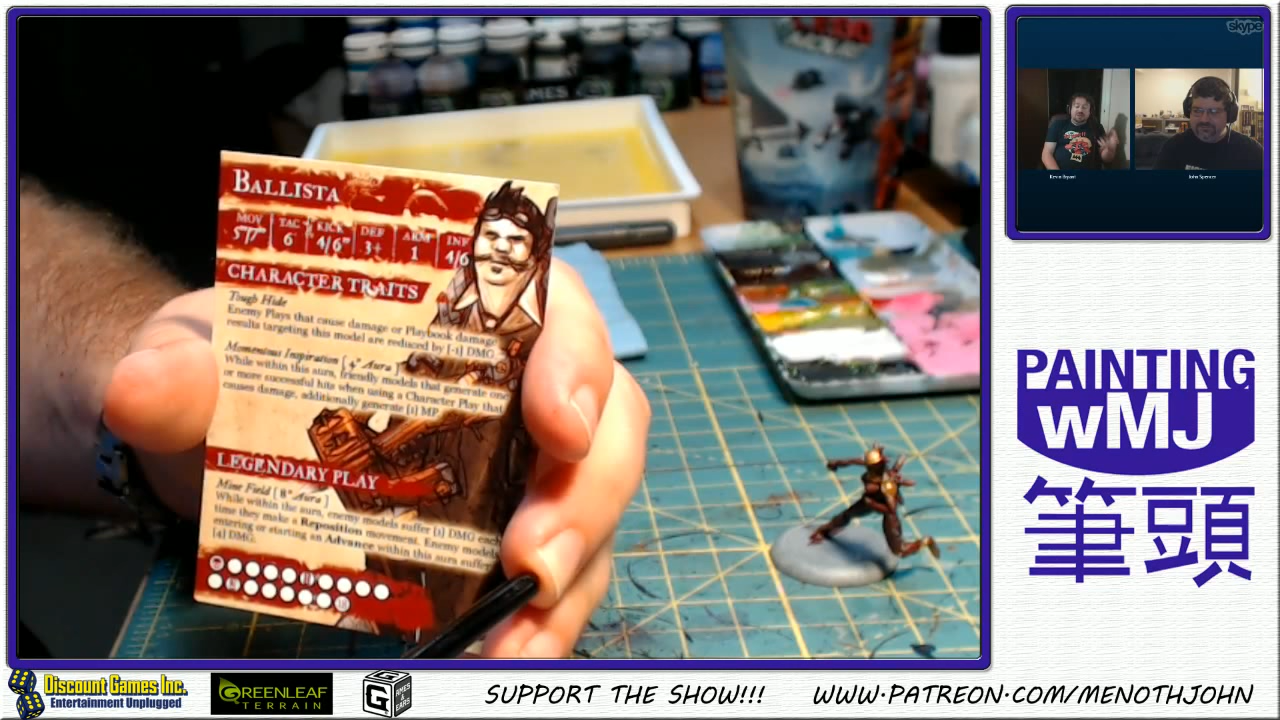 BALLISTA
MOV TAC KICK DEF ARM INF
5"/7" 6 4/6" 3+ 1 4/6
CHARACTER TRAITS
Tough Hide
Enemy Plays that cause damage or Playbook damage
results targeting this model are reduced by [-1] DMG
Momentous Inspiration [4" Aura]
While within this aura, friendly models that generate one
or more successful hits when using a Character Play that
causes damage, additionally generate [1] MP
LEGENDARY PLAY
Mine Field [8" Aura]
While within the aura, enemy models suffer [1] DMG each
time they make a Reposition movement. Enemy models
entering or starting an Advance within this aura suffer
[4] DMG.
skype
Kevin Bryant
John Spencer
PAINTING
wMJ
筆頭
Discount Games Inc.
Entertainment Unplugged
GREENLEAF
TERRAIN
SUPPORT THE SHOW!!!
WWW.PATREON.COM/MENOTHJOHN